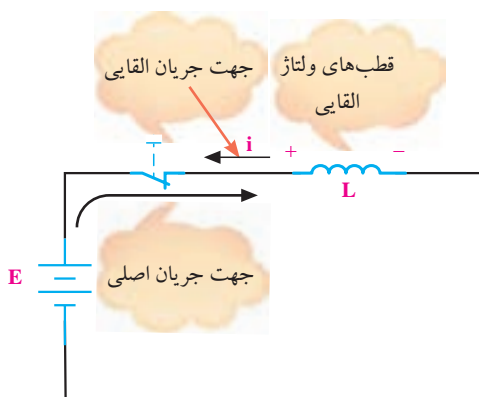 قطب‌های ولتاژ
القایی
جهت جریان القایی
i
+
−
L
E
جهت جریان اصلی